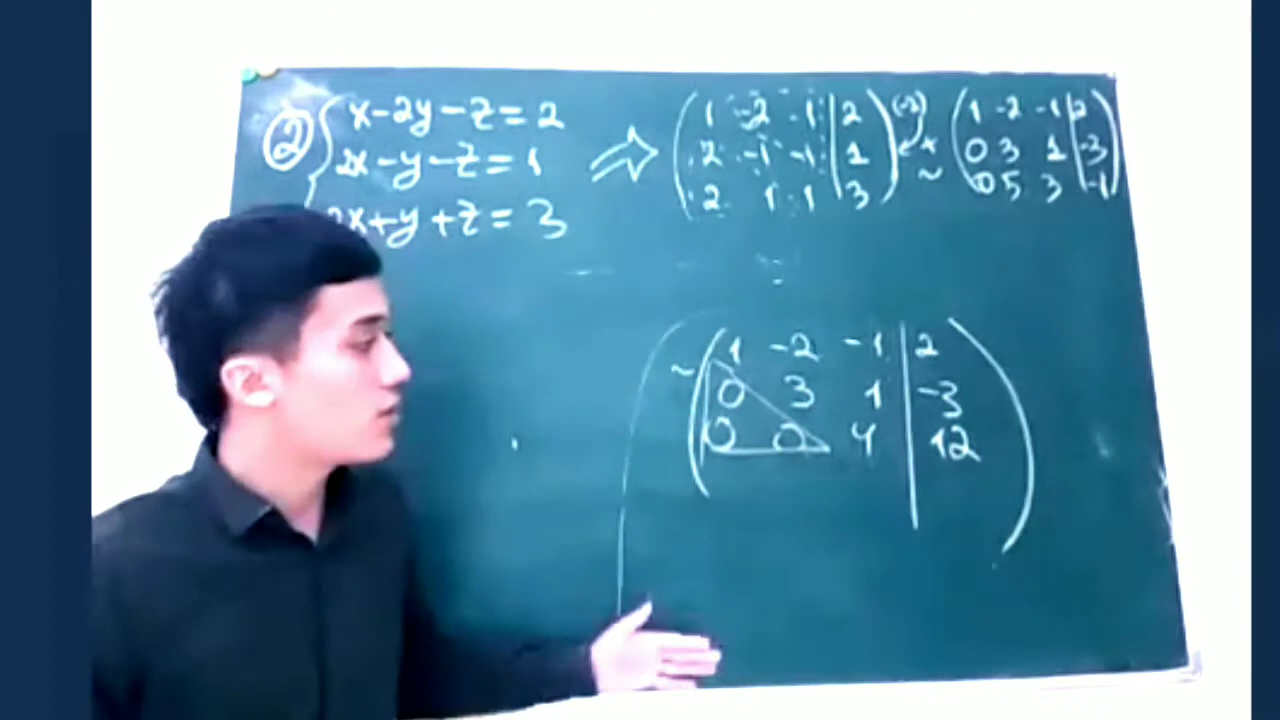 ② { x-2y-z=2
2x-y-z=1
2x+y+z=3
⇒ ( 1 -2 -1 | 2 ) (-2)
( 2 -1 -1 | 1 )
( 2 1 1 | 3 )
~ ( 1 -2 -1 | 2 )
( 0 3 1 | -3 )
( 0 5 3 | -1 )
~ ( 1 -2 -1 | 2 )
( 0 3 1 | -3 )
( 0 0 4 | 12 )